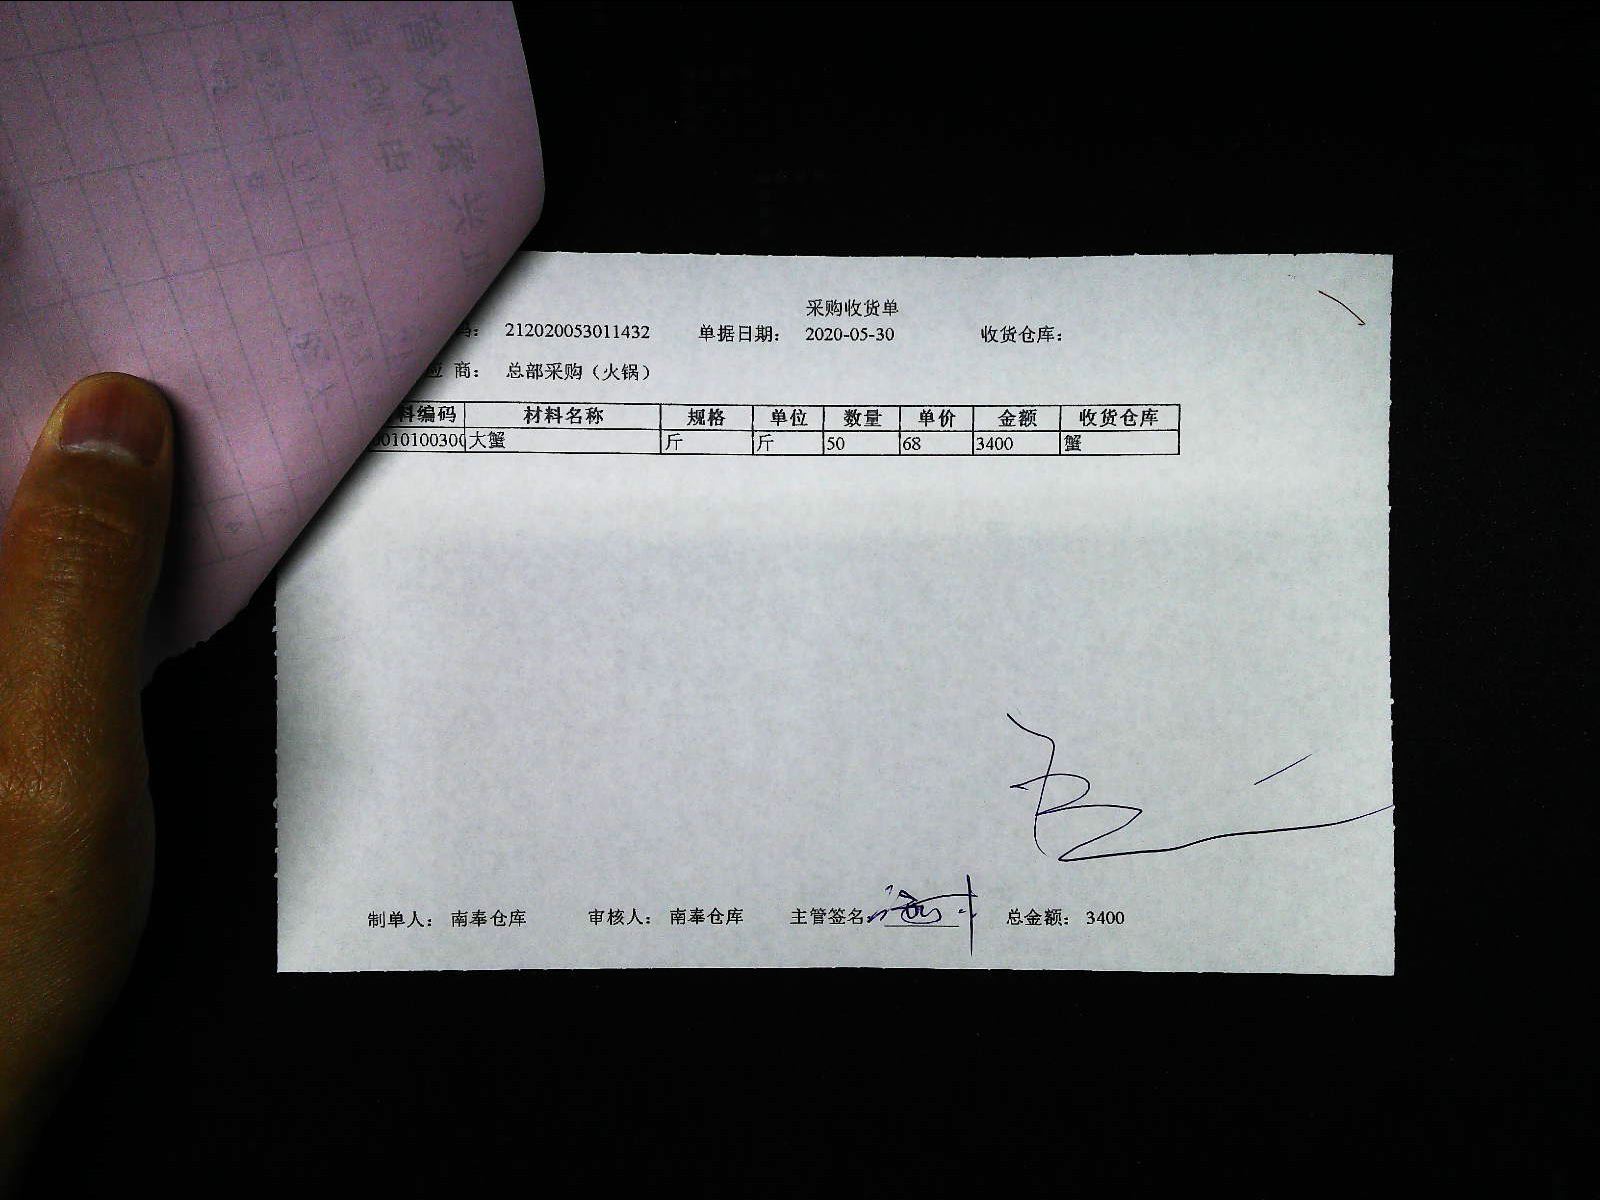 采购收货单
码: 212020053011432 单据日期: 2020-05-30 收货仓库:
应 商: 总部采购（火锅）
料编码 材料名称 规格 单位 数量 单价 金额 收货仓库
010100300 大蟹 斤 斤 50 68 3400 蟹
制单人: 南奉仓库 审核人: 南奉仓库 主管签名: 总金额: 3400